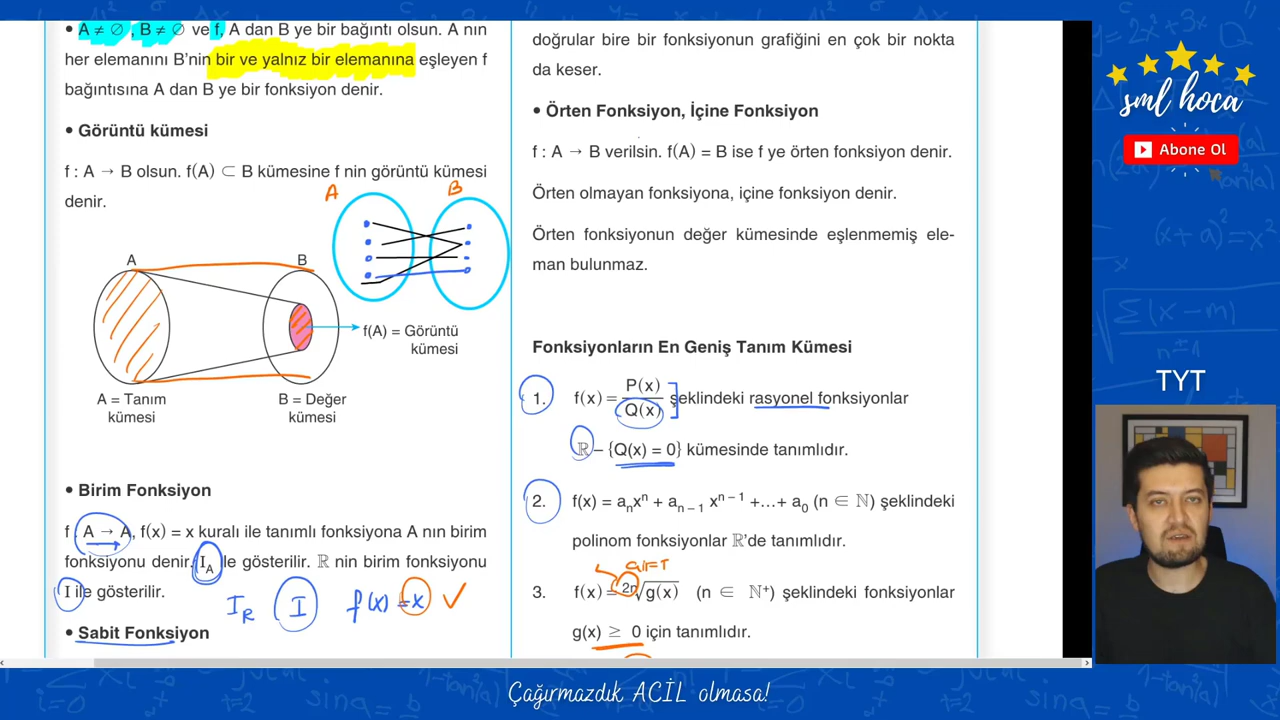 • A ≠ ∅ , B ≠ ∅ ve f, A dan B ye bir bağıntı olsun. A nın
her elemanını B'nin bir ve yalnız bir elemanına eşleyen f
bağıntısına A dan B ye bir fonksiyon denir.
• Görüntü kümesi
f : A → B olsun. f(A) ⊂ B kümesine f nin görüntü kümesi
denir.
A
B
A
B
f(A) = Görüntü
kümesi
A = Tanım
kümesi
B = Değer
kümesi
• Birim Fonksiyon
f : A → A, f(x) = x kuralı ile tanımlı fonksiyona A nın birim
fonksiyonu denir. I_A ile gösterilir. ℝ nin birim fonksiyonu
I ile gösterilir.
I_R I f(x) = x ✓
• Sabit Fonksiyon
doğrular bire bir fonksiyonun grafiğini en çok bir nokta
da keser.
• Örten Fonksiyon, İçine Fonksiyon
f : A → B verilsin. f(A) = B ise f ye örten fonksiyon denir.
Örten olmayan fonksiyona, içine fonksiyon denir.
Örten fonksiyonun değer kümesinde eşlenmemiş ele-
man bulunmaz.
Fonksiyonların En Geniş Tanım Kümesi
1. f(x) = P(x)/Q(x) şeklindeki rasyonel fonksiyonlar
ℝ – {Q(x) = 0} kümesinde tanımlıdır.
2. f(x) = aₙxⁿ + aₙ₋₁ xⁿ⁻¹ +...+ a₀ (n ∈ ℕ) şeklindeki
polinom fonksiyonlar ℝ'de tanımlıdır.
3. f(x) = ²ⁿ√g(x) (n ∈ ℕ⁺) şeklindeki fonksiyonlar
g(x) ≥ 0 için tanımlıdır.
sml hoca
Abone Ol
TYT
Çağırmazdık ACİL olmasa!